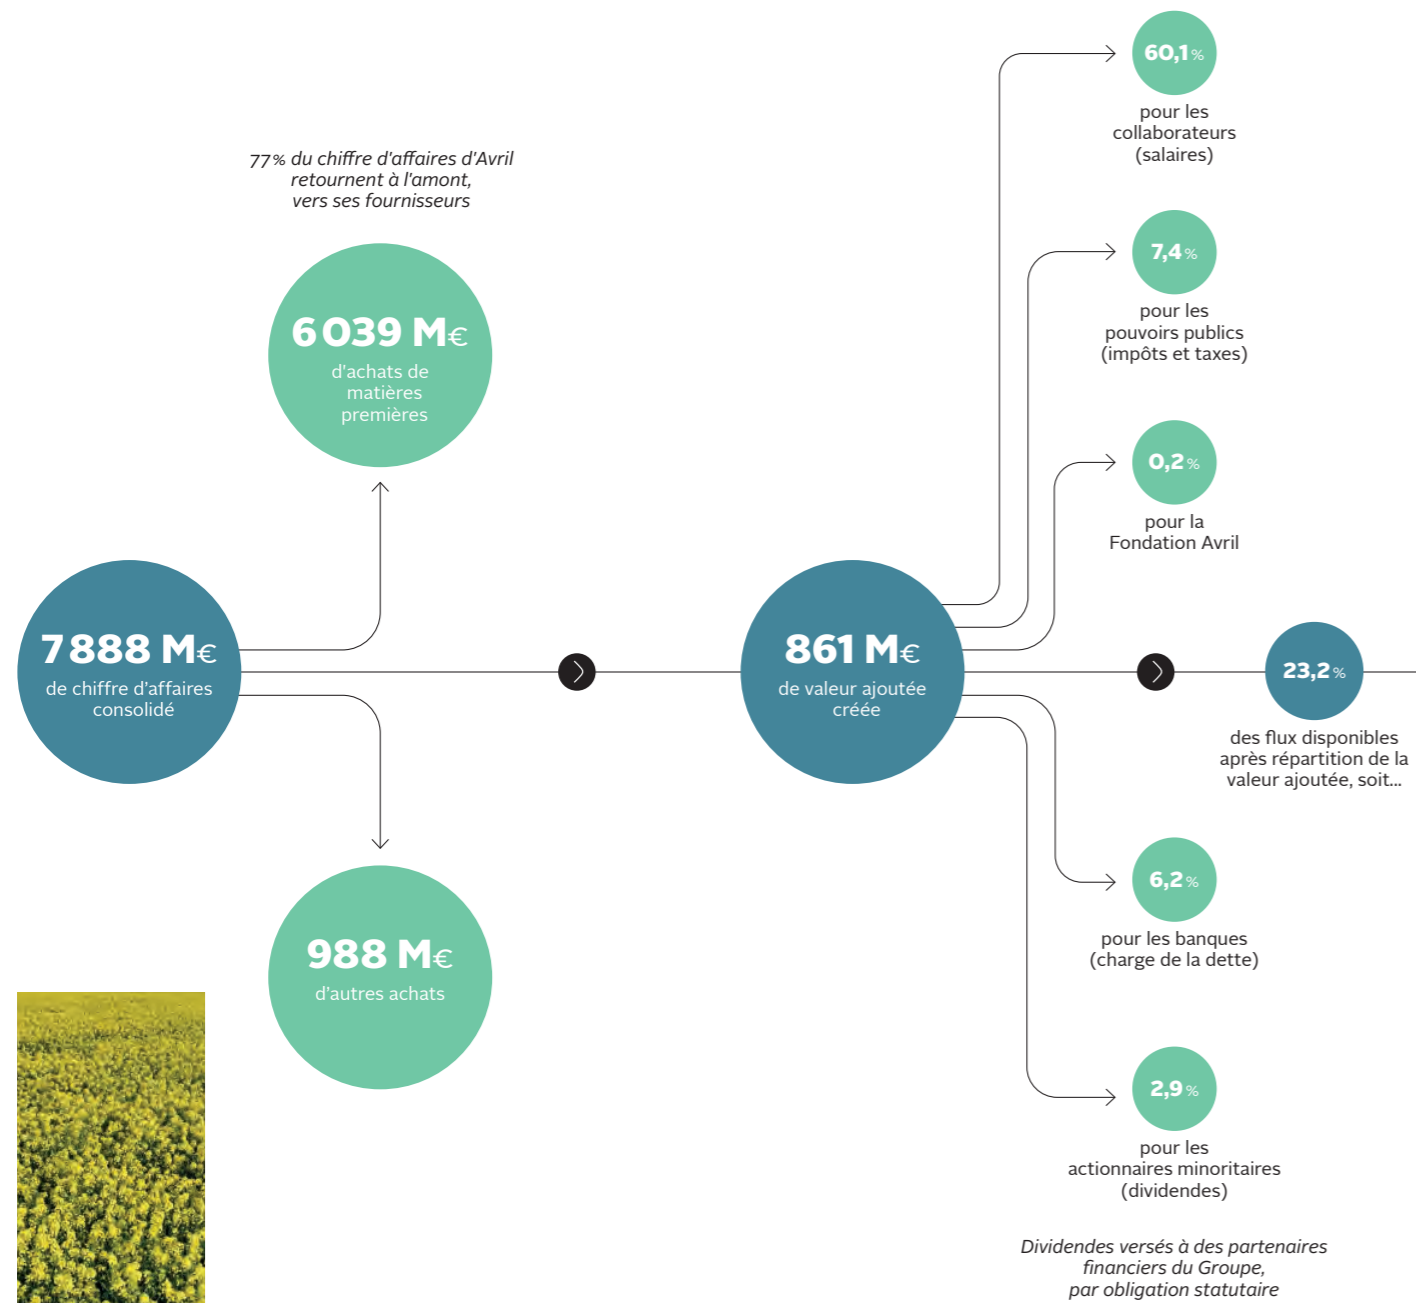 77 % du chiffre d'affaires d'Avril
retournent à l'amont,
vers ses fournisseurs
6 039 M€
d'achats de
matières
premières
7 888 M€
de chiffre d'affaires
consolidé
988 M€
d'autres achats
861 M€
de valeur ajoutée
créée
60,1 %
pour les
collaborateurs
(salaires)
7,4 %
pour les
pouvoirs publics
(impôts et taxes)
0,2 %
pour la
Fondation Avril
23,2 %
des flux disponibles
après répartition de la
valeur ajoutée, soit...
6,2 %
pour les banques
(charge de la dette)
2,9 %
pour les
actionnaires minoritaires
(dividendes)
Dividendes versés à des partenaires
financiers du Groupe,
par obligation statutaire